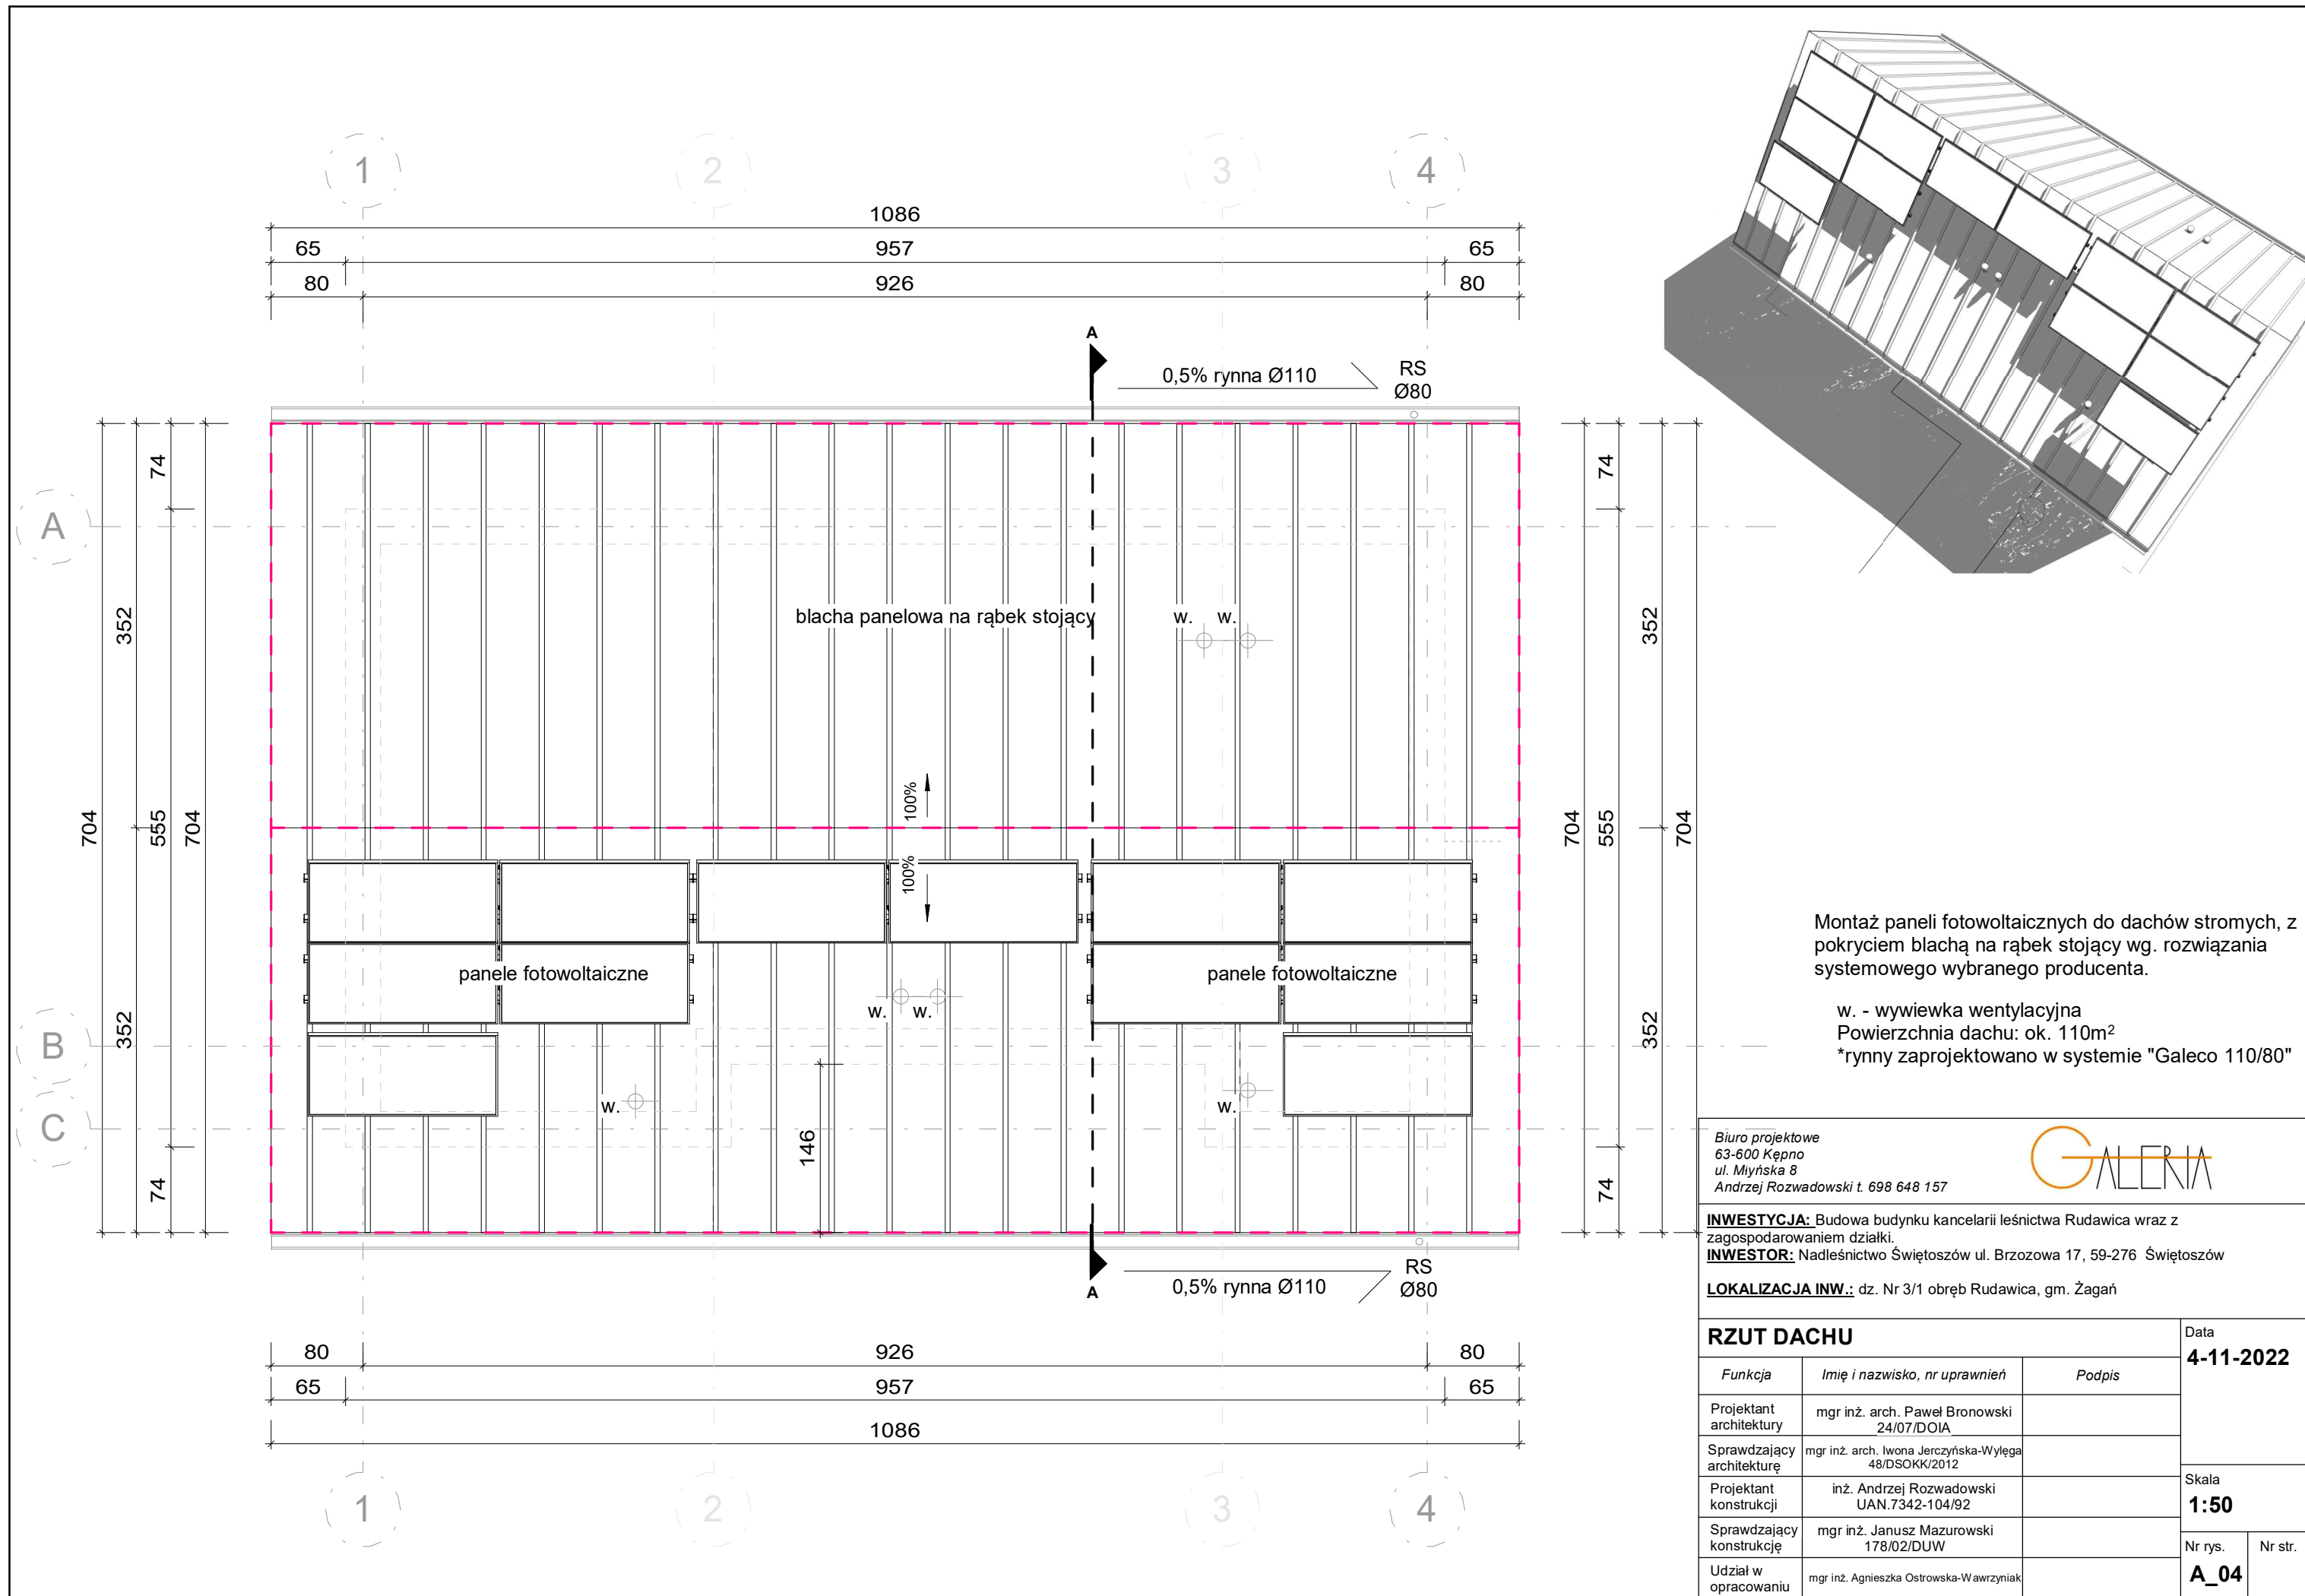 1
2
3
4
1086
65
957
65
80
926
80
A
0,5% rynna Ø110
RS
Ø80
74
352
704
555
704
352
74
A
B
C
74
352
704
555
704
352
74
blacha panelowa na rąbek stojący
w.
w.
100%
100%
panele fotowoltaiczne
panele fotowoltaiczne
w.
w.
w.
w.
146
A
0,5% rynna Ø110
RS
Ø80
80
926
80
65
957
65
1086
1
2
3
4
Montaż paneli fotowoltaicznych do dachów stromych, z
pokryciem blachą na rąbek stojący wg. rozwiązania
systemowego wybranego producenta.
w. - wywiewka wentylacyjna
Powierzchnia dachu: ok. 110m²
*rynny zaprojektowano w systemie "Galeco 110/80"
Biuro projektowe
63-600 Kępno
ul. Młyńska 8
Andrzej Rozwadowski t. 698 648 157
GALERIA
INWESTYCJA: Budowa budynku kancelarii leśnictwa Rudawica wraz z
zagospodarowaniem działki.
INWESTOR: Nadleśnictwo Świętoszów ul. Brzozowa 17, 59-276 Świętoszów
LOKALIZACJA INW.: dz. Nr 3/1 obręb Rudawica, gm. Żagań
RZUT DACHU
Data
4-11-2022
Funkcja
Imię i nazwisko, nr uprawnień
Podpis
Projektant
architektury
mgr inż. arch. Paweł Bronowski
24/07/DOIA
Sprawdzający
architekturę
mgr inż. arch. Iwona Jerczyńska-Wylęga
48/DSOKK/2012
Projektant
konstrukcji
inż. Andrzej Rozwadowski
UAN.7342-104/92
Skala
1:50
Sprawdzający
konstrukcję
mgr inż. Janusz Mazurowski
178/02/DUW
Nr rys.
Nr str.
A_04
Udział w
opracowaniu
mgr inż. Agnieszka Ostrowska-Wawrzyniak